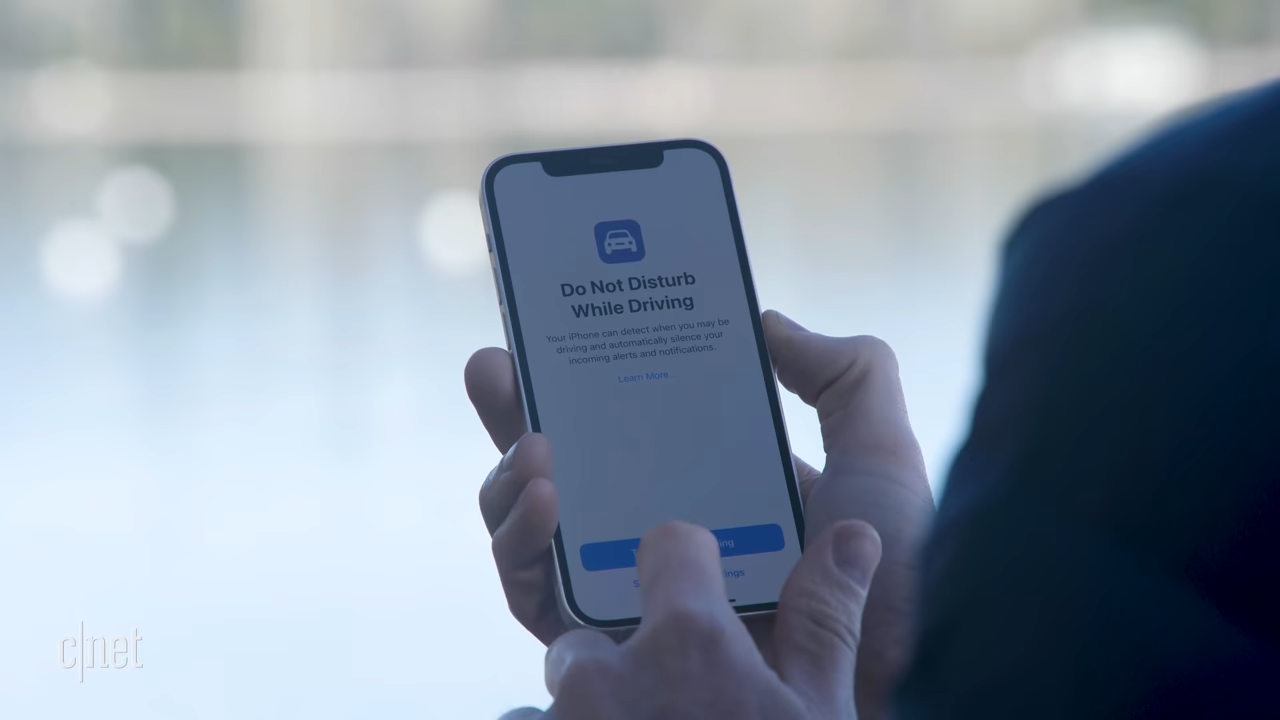 Do Not Disturb
While Driving
Your iPhone can detect when you may be
driving and automatically silence your
incoming alerts and notifications.
Learn More...
c|net